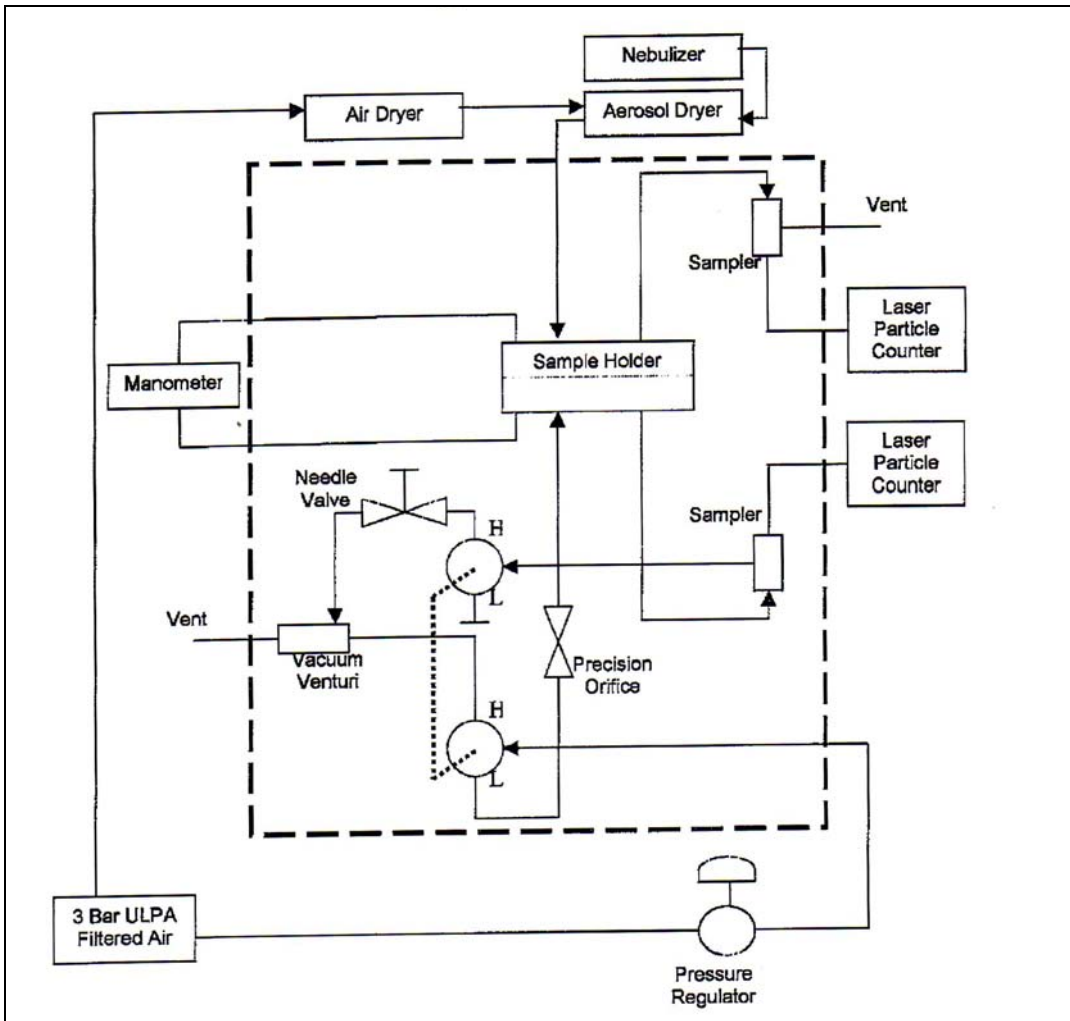 Nebulizer
Air Dryer
Aerosol Dryer
Vent
Sampler
Laser
Particle
Counter
Sample Holder
Manometer
Laser
Particle
Counter
Needle
Valve
Sampler
H
L
Vent
Vacuum
Venturi
Precision
Orifice
H
L
3 Bar ULPA
Filtered Air
Pressure
Regulator